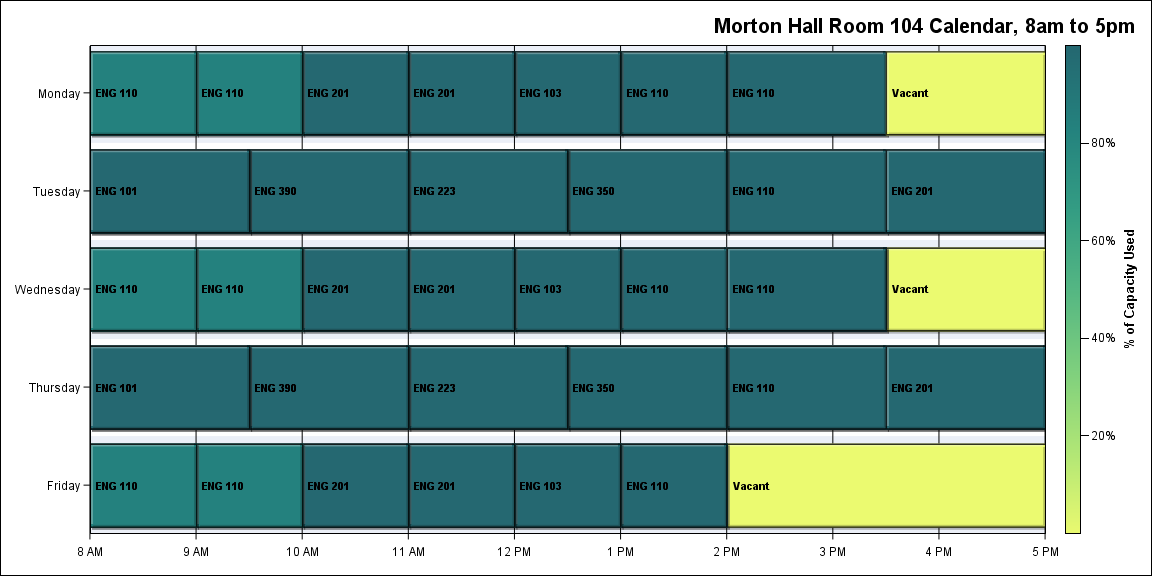 Morton Hall Room 104 Calendar, 8am to 5pm
Monday
ENG 110
ENG 110
ENG 201
ENG 201
ENG 103
ENG 110
ENG 110
Vacant
Tuesday
ENG 101
ENG 390
ENG 223
ENG 350
ENG 110
ENG 201
Wednesday
ENG 110
ENG 110
ENG 201
ENG 201
ENG 103
ENG 110
ENG 110
Vacant
Thursday
ENG 101
ENG 390
ENG 223
ENG 350
ENG 110
ENG 201
Friday
ENG 110
ENG 110
ENG 201
ENG 201
ENG 103
ENG 110
Vacant
8 AM
9 AM
10 AM
11 AM
12 PM
1 PM
2 PM
3 PM
4 PM
5 PM
80%
60%
40%
20%
% of Capacity Used